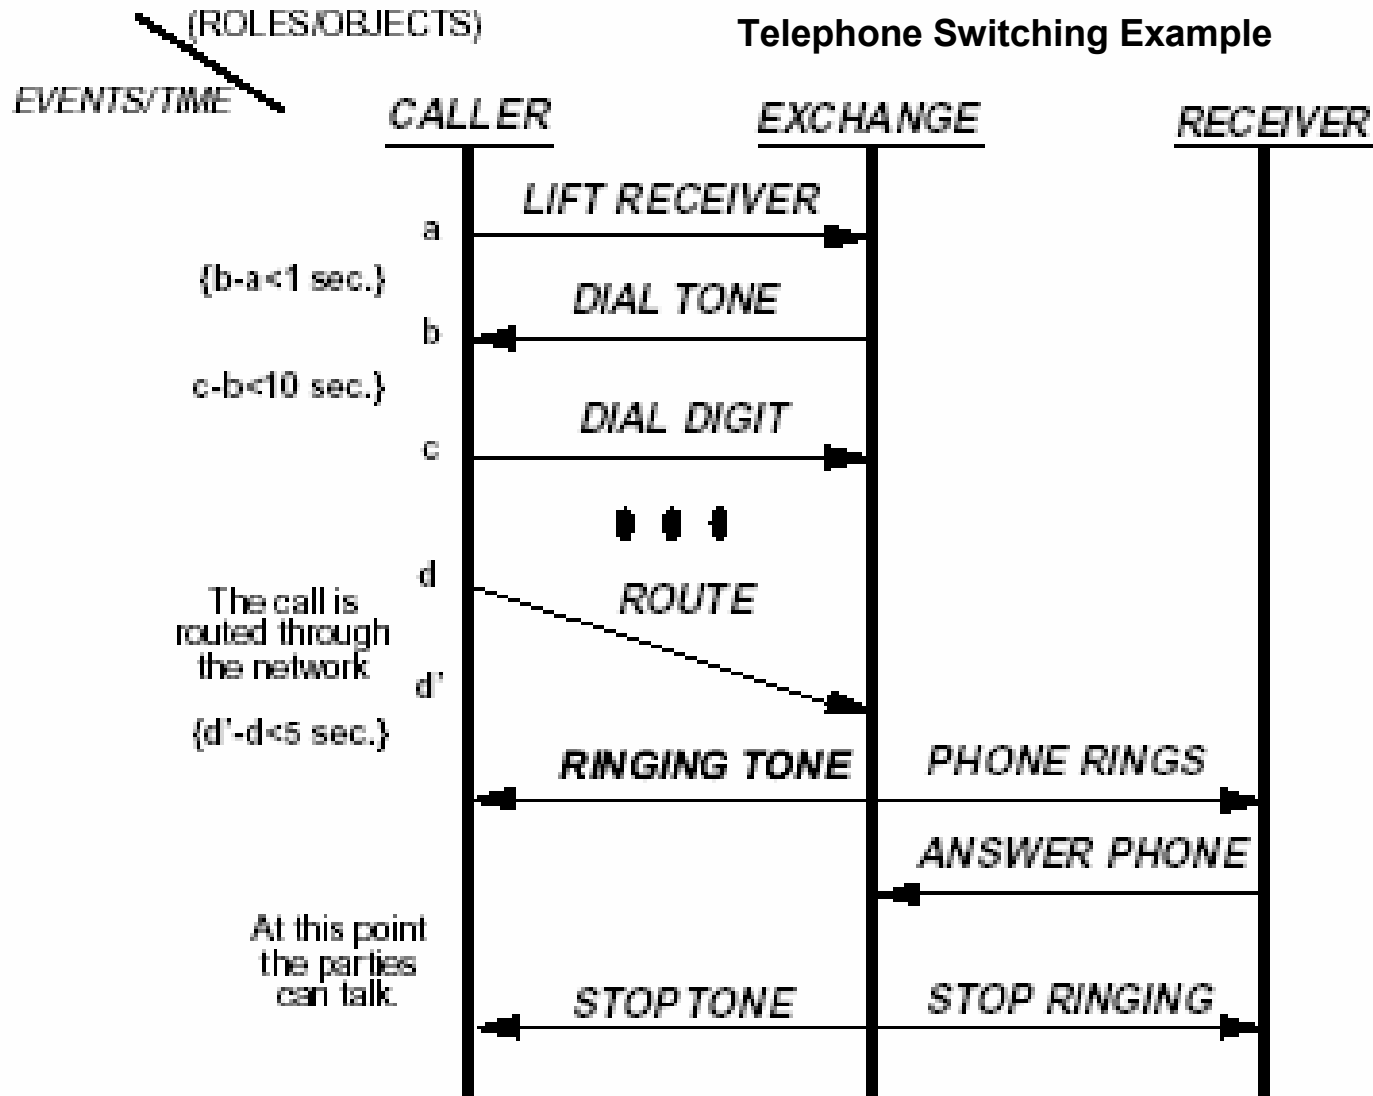 (ROLES/OBJECTS)
Telephone Switching Example
EVENTS/TIME
CALLER
EXCHANGE
RECEIVER
LIFT RECEIVER
a
{b-a<1 sec.}
DIAL TONE
b
c-b<10 sec.}
DIAL DIGIT
c
d
ROUTE
The call is
routed through
the network
d'
{d'-d<5 sec.}
RINGING TONE
PHONE RINGS
ANSWER PHONE
At this point
the parties
can talk.
STOP TONE
STOP RINGING